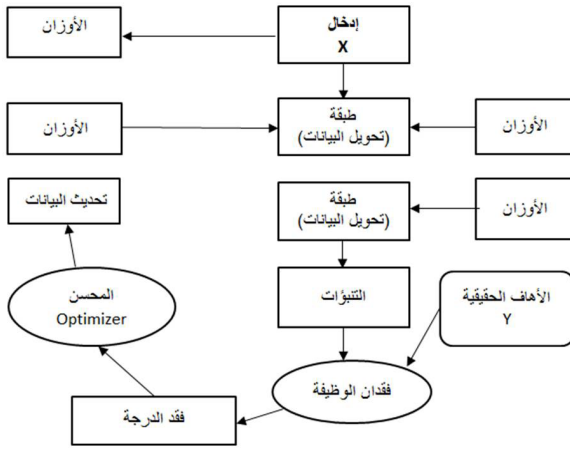 الأوزان
إدخال
X
الأوزان
طبقة
(تحويل البيانات)
الأوزان
تحديث البيانات
طبقة
(تحويل البيانات)
الأوزان
المحسن
Optimizer
التنبؤات
الأهاف الحقيقية
Y
فقدان الوظيفة
فقد الدرجة